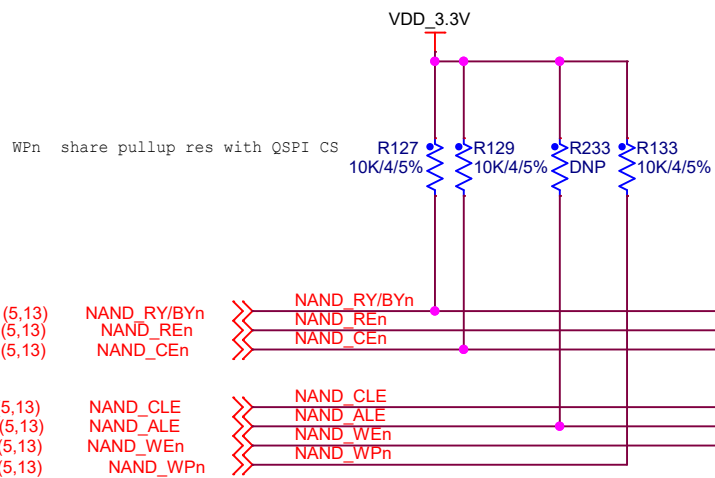 VDD_3.3V
WPn share pullup res with QSPI CS
R127
10K/4/5%
R129
10K/4/5%
R233
DNP
R133
10K/4/5%
(5,13) NAND_RY/BYn NAND_RY/BYn
(5,13) NAND_REn NAND_REn
(5,13) NAND_CEn NAND_CEn
5,13) NAND_CLE NAND_CLE
(5,13) NAND_ALE NAND_ALE
(5,13) NAND_WEn NAND_WEn
(5,13) NAND_WPn NAND_WPn